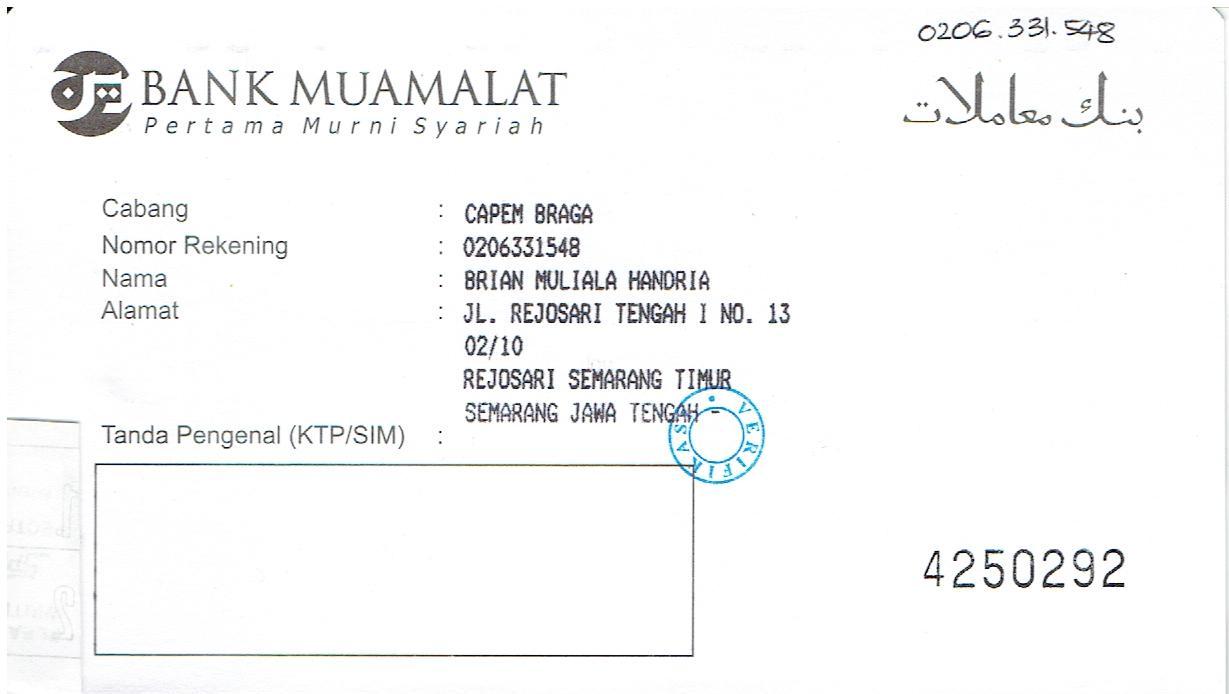 0206.331.548
BANK MUAMALAT
Pertama Murni Syariah
بنك معاملات
Cabang : CAPEM BRAGA
Nomor Rekening : 0206331548
Nama : BRIAN MULIALA HANDRIA
Alamat : JL. REJOSARI TENGAH I NO. 13
02/10
REJOSARI SEMARANG TIMUR
SEMARANG JAWA TENGAH -
Tanda Pengenal (KTP/SIM) :
VERIFIKASI
4250292